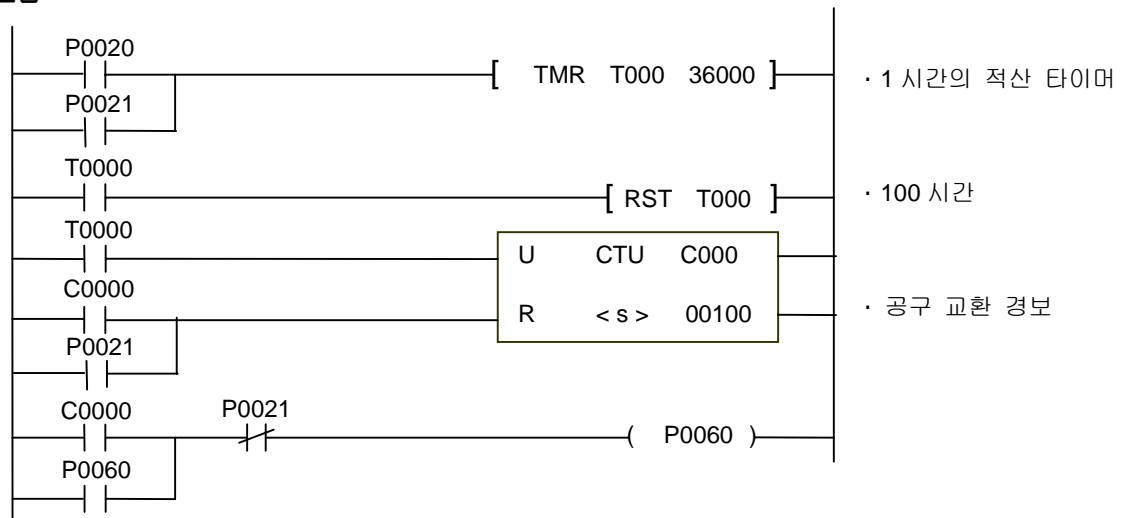 P0020
[ TMR T000 36000 ]
· 1 시간의 적산 타이머
P0021
T0000
[ RST T000 ]
· 100 시간
T0000
U CTU C000
C0000
R < s > 00100
· 공구 교환 경보
P0021
C0000 P0021
( P0060 )
P0060